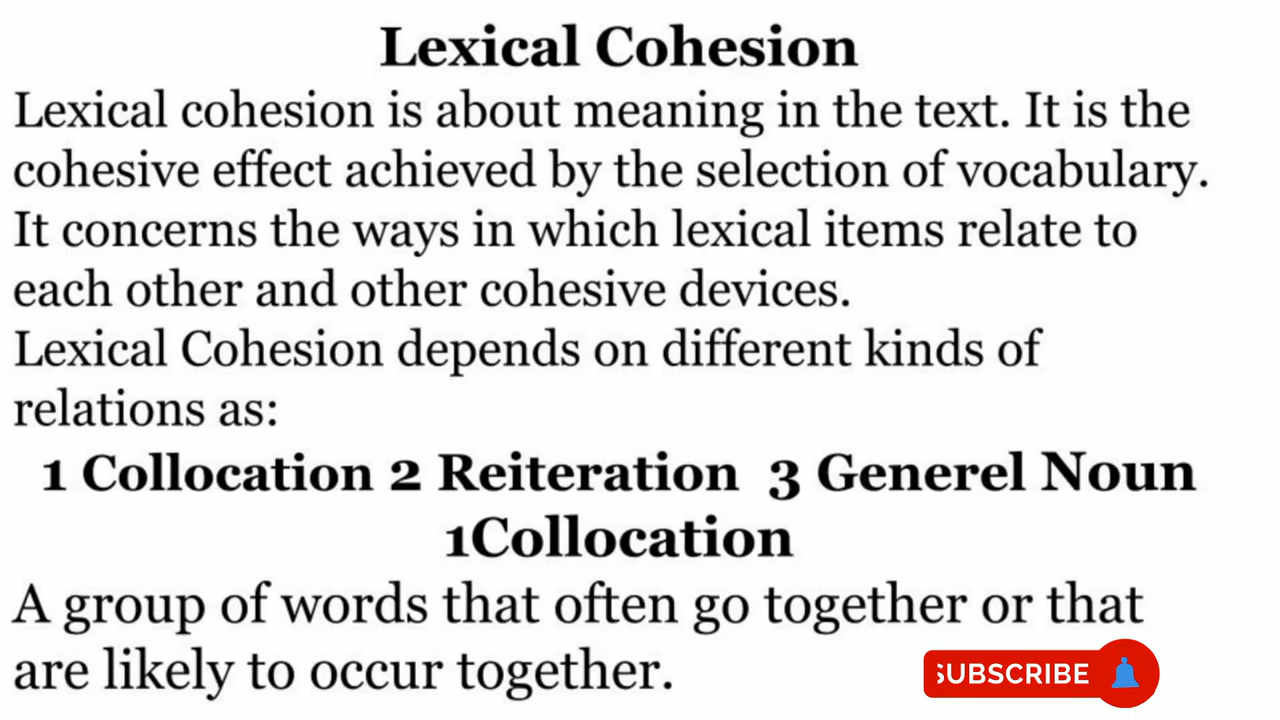 Lexical Cohesion
Lexical cohesion is about meaning in the text. It is the
cohesive effect achieved by the selection of vocabulary.
It concerns the ways in which lexical items relate to
each other and other cohesive devices.
Lexical Cohesion depends on different kinds of
relations as:
1 Collocation 2 Reiteration 3 Generel Noun
1Collocation
A group of words that often go together or that
are likely to occur together.
SUBSCRIBE